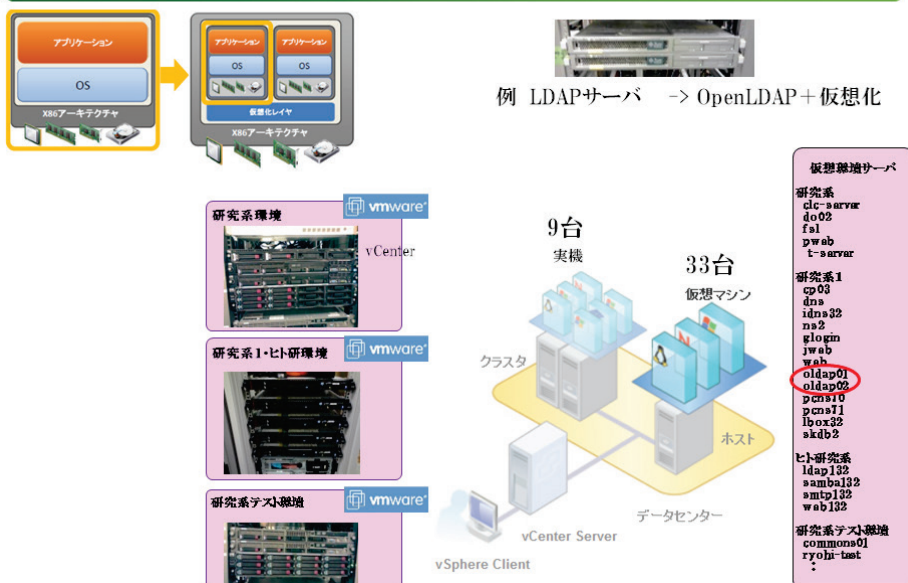 アプリケーション
OS
X86アーキテクチャ
アプリケーション
アプリケーション
OS
OS
仮想化レイヤ
X86アーキテクチャ
例 LDAPサーバ -> OpenLDAP+仮想化
研究系環境
vmware
vCenter
研究系1・ヒト研環境
vmware
研究系テスト環境
vmware
9台
実機
33台
仮想マシン
クラスタ
ホスト
データセンター
vCenter Server
vSphere Client
仮想環境サーバ
研究系
clc-server
do02
fsl
pweb
t-server
研究系1
cp03
dns
idns32
ns2
glogin
jweb
web
oldap01
oldap02
pcns70
pcns71
lbox32
skdb2
ヒト研究系
ldap132
samba132
smtp132
web132
研究系テスト環境
commons01
ryohi-test
: